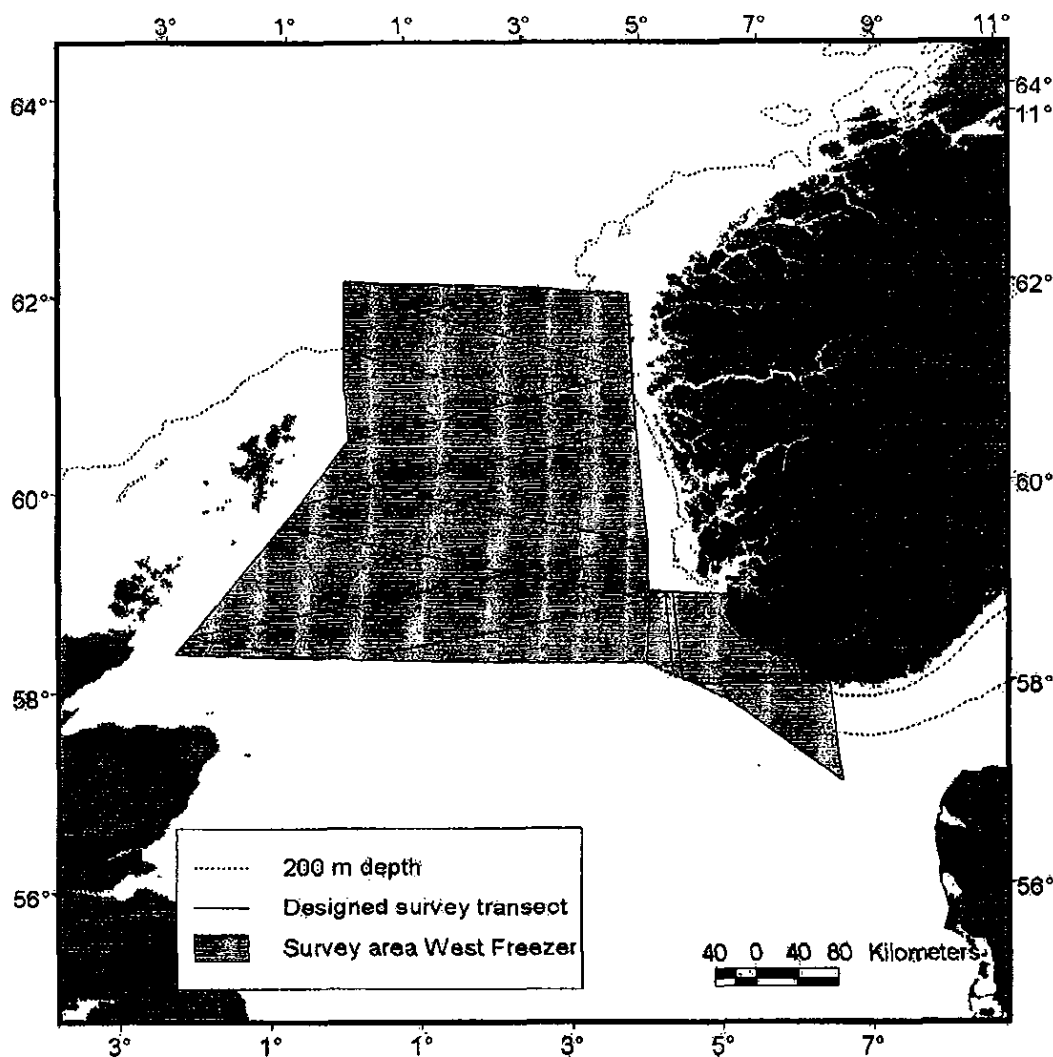 3° 1° 1° 3° 5° 7° 9° 11°
64° 64°
11°
62° 62°
60° 60°
58° 58°
56° 56°
200 m depth
Designed survey transect
Survey area West Freezer
40 0 40 80 Kilometers
3° 1° 1° 3° 5° 7°